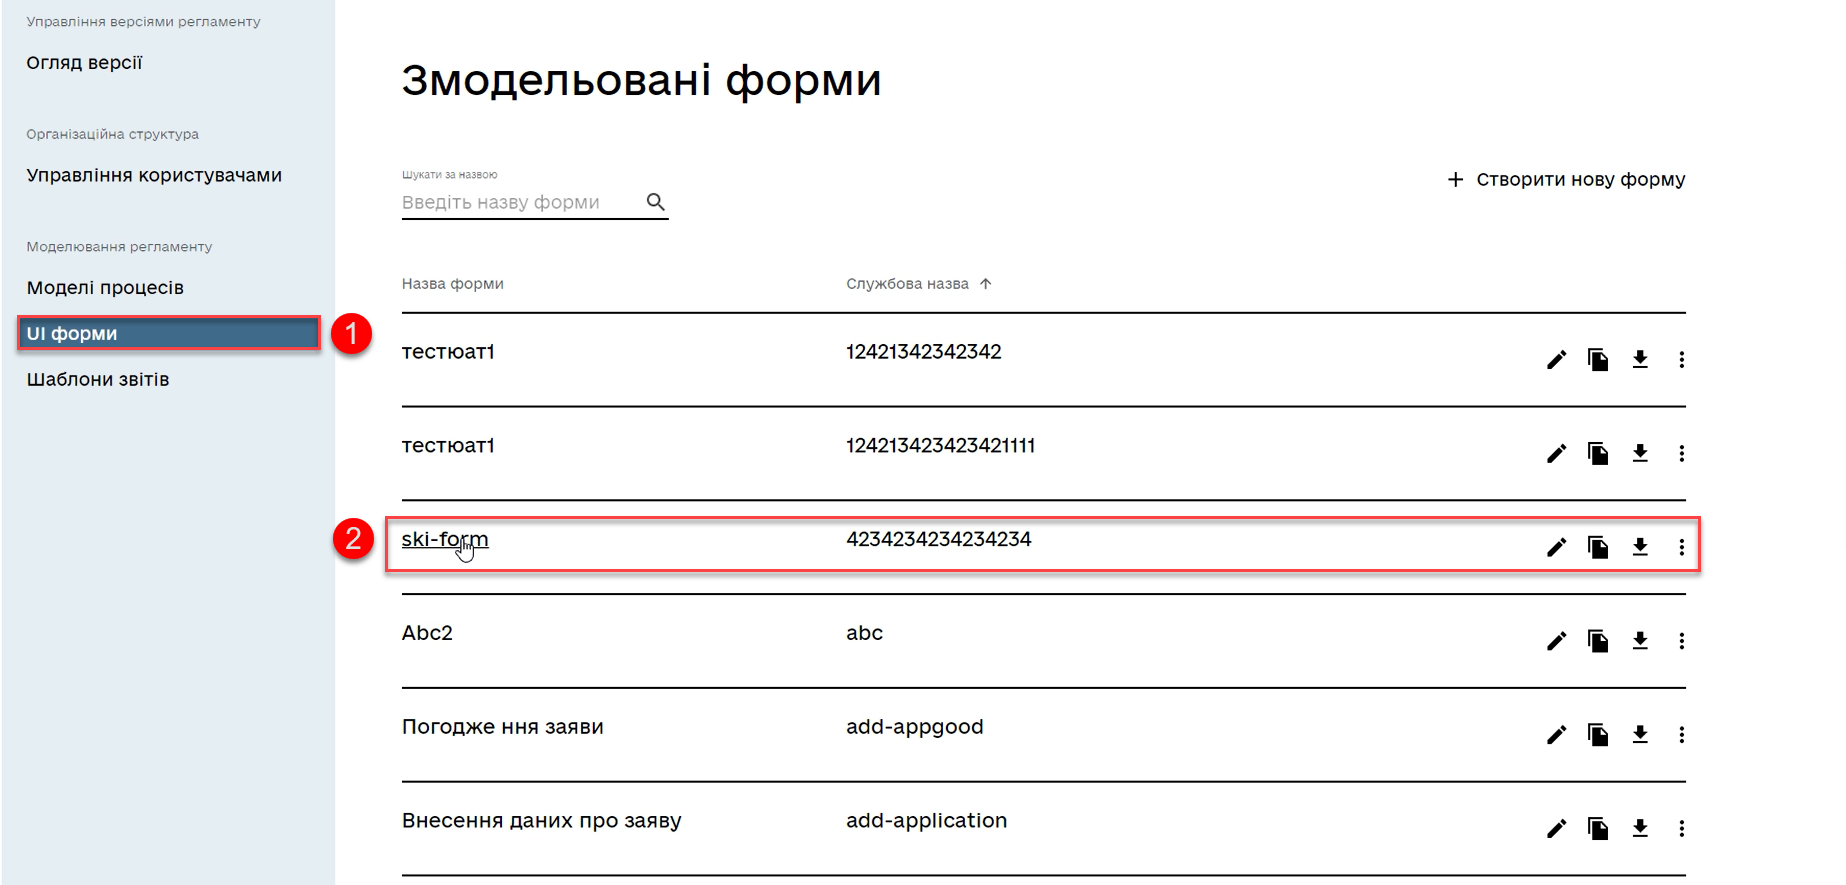 Управління версіями регламенту
Огляд версії
Організаційна структура
Управління користувачами
Моделювання регламенту
Моделі процесів
UI форми
1
Шаблони звітів
Змодельовані форми
Шукати за назвою
Введіть назву форми
+ Створити нову форму
Назва форми Службова назва ↑
тестюат1 12421342342342
тестюат1 124213423423421111
2
ski-form 4234234234234234
Abc2 abc
Погодже ння заяви add-appgood
Внесення даних про заяву add-application